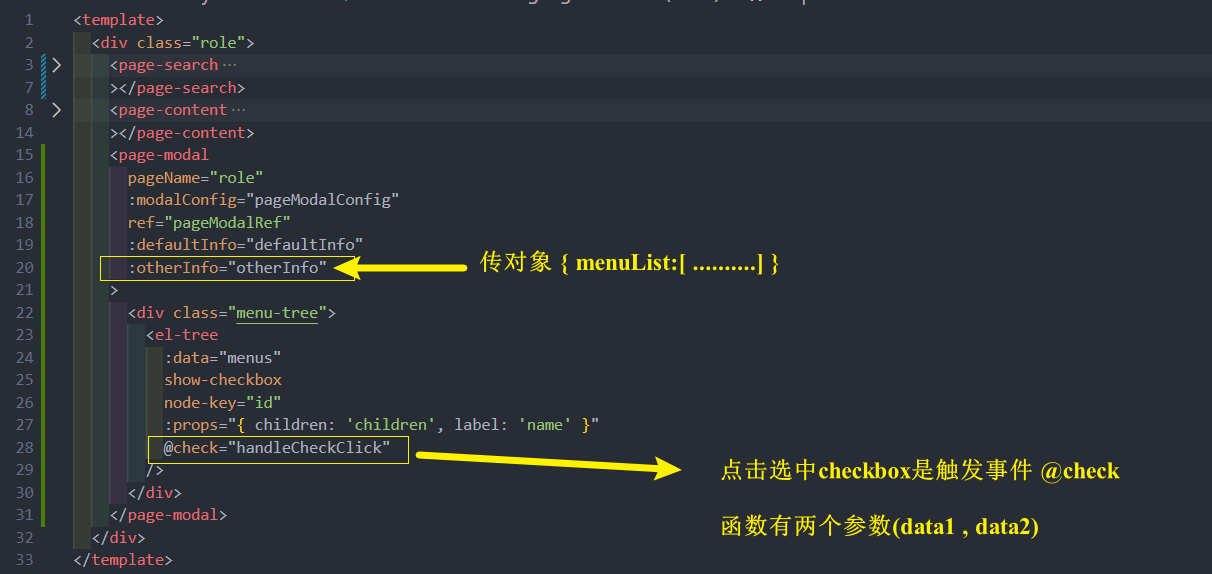 1 <template>
2 <div class="role">
3 <page-search ···
7 ></page-search>
8 <page-content ···
14 ></page-content>
15 <page-modal
16 pageName="role"
17 :modalConfig="pageModalConfig"
18 ref="pageModalRef"
19 :defaultInfo="defaultInfo"
20 :otherInfo="otherInfo" 传对象 { menuList:[ ..........] }
21 >
22 <div class="menu-tree">
23 <el-tree
24 :data="menus"
25 show-checkbox
26 node-key="id"
27 :props="{ children: 'children', label: 'name' }"
28 @check="handleCheckClick"
29 />
点击选中checkbox是触发事件 @check
30 </div>
31 </page-modal>
函数有两个参数(data1 , data2)
32 </div>
33 </template>